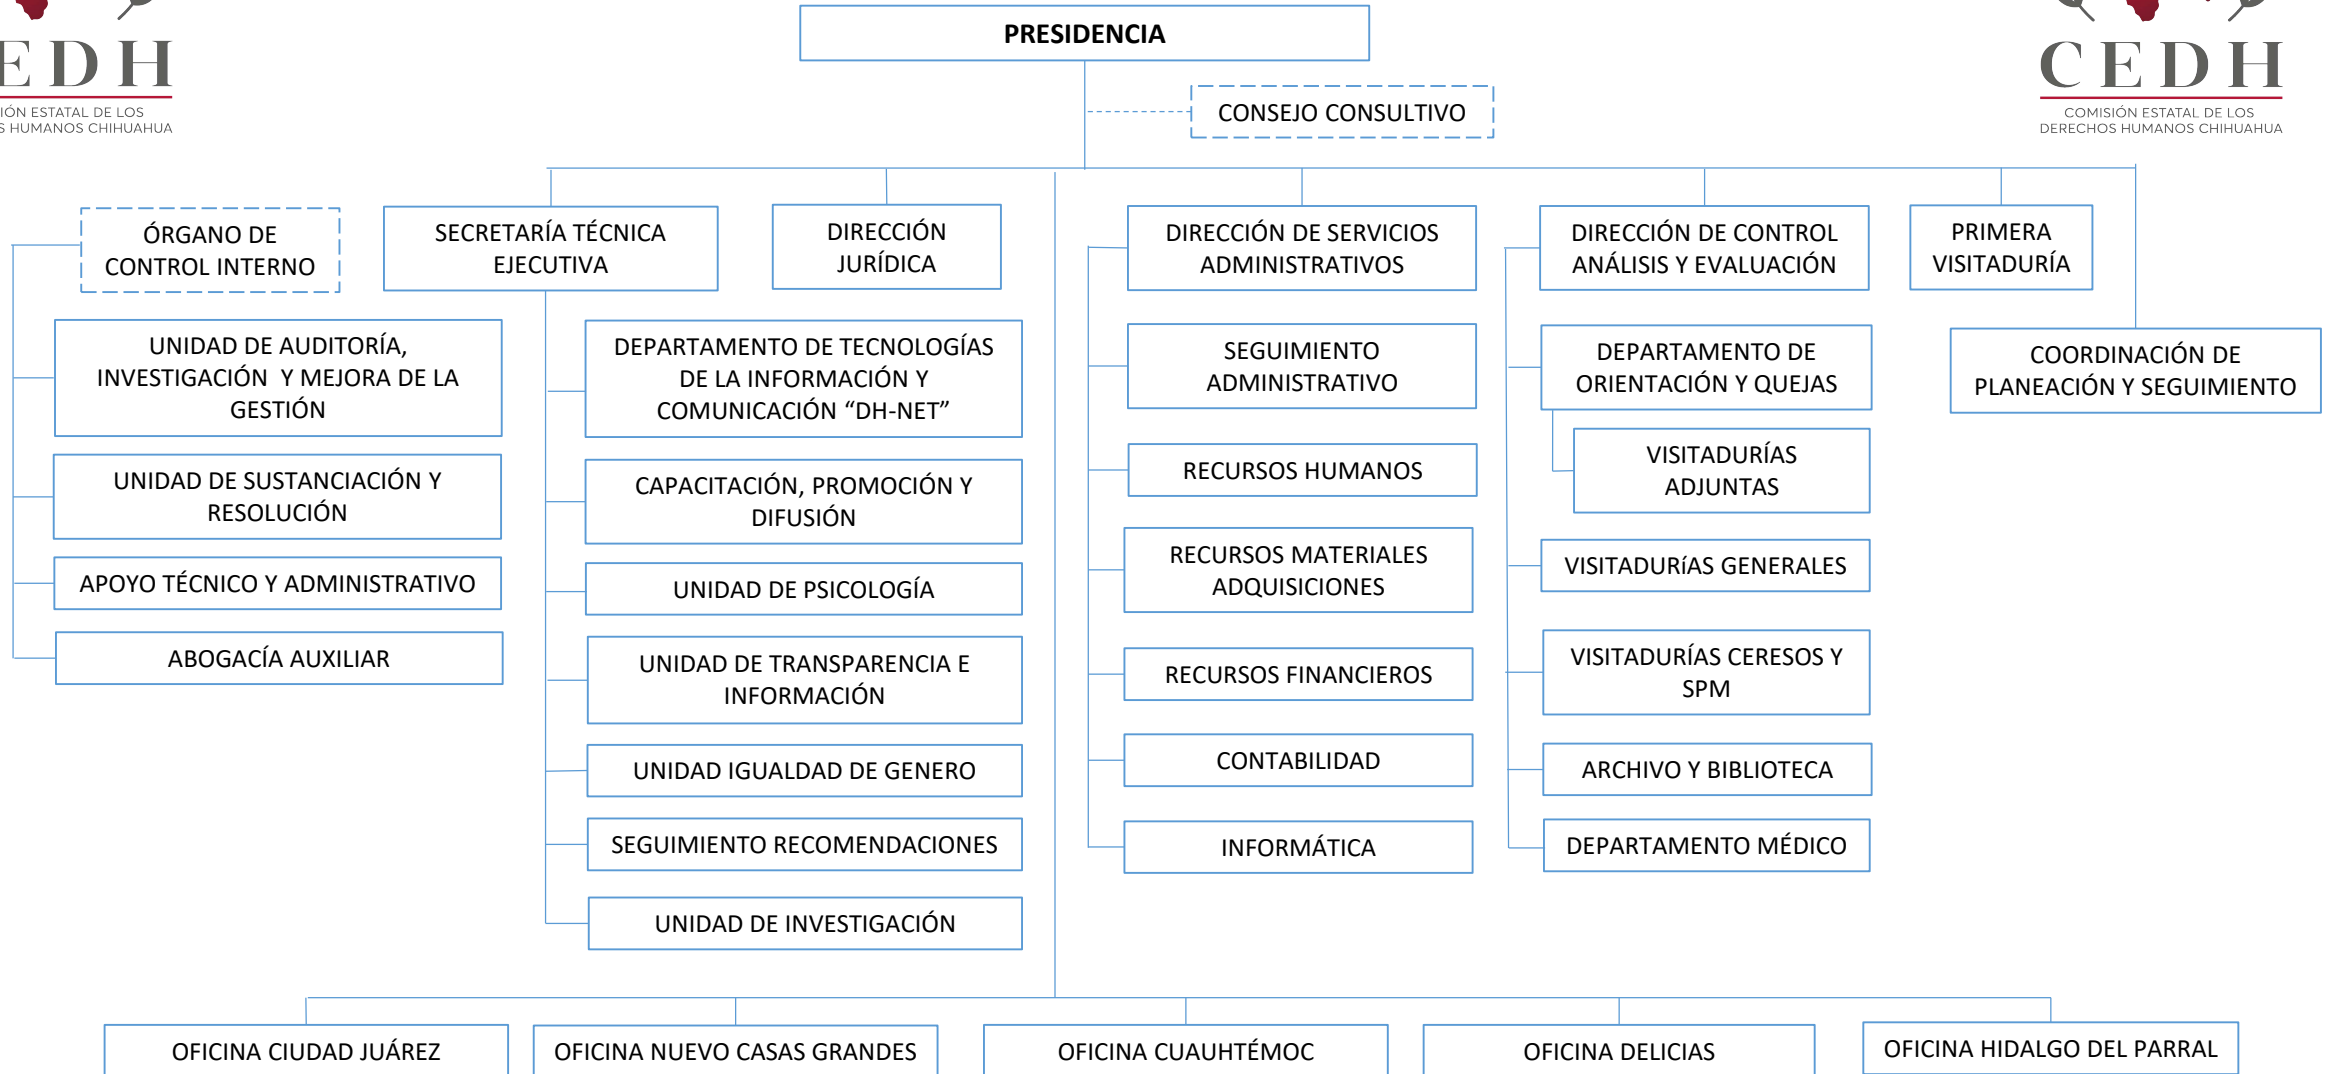 PRESIDENCIA
EDH
IÓN ESTATAL DE LOS
S HUMANOS CHIHUAHUA
CEDH
COMISIÓN ESTATAL DE LOS
DERECHOS HUMANOS CHIHUAHUA
CONSEJO CONSULTIVO
ÓRGANO DE
CONTROL INTERNO
UNIDAD DE AUDITORÍA,
INVESTIGACIÓN Y MEJORA DE LA
GESTIÓN
UNIDAD DE SUSTANCIACIÓN Y
RESOLUCIÓN
APOYO TÉCNICO Y ADMINISTRATIVO
ABOGACÍA AUXILIAR
SECRETARÍA TÉCNICA
EJECUTIVA
DEPARTAMENTO DE TECNOLOGÍAS
DE LA INFORMACIÓN Y
COMUNICACIÓN “DH-NET”
CAPACITACIÓN, PROMOCIÓN Y
DIFUSIÓN
UNIDAD DE PSICOLOGÍA
UNIDAD DE TRANSPARENCIA E
INFORMACIÓN
UNIDAD IGUALDAD DE GENERO
SEGUIMIENTO RECOMENDACIONES
UNIDAD DE INVESTIGACIÓN
DIRECCIÓN
JURÍDICA
DIRECCIÓN DE SERVICIOS
ADMINISTRATIVOS
SEGUIMIENTO
ADMINISTRATIVO
RECURSOS HUMANOS
RECURSOS MATERIALES
ADQUISICIONES
RECURSOS FINANCIEROS
CONTABILIDAD
INFORMÁTICA
DIRECCIÓN DE CONTROL
ANÁLISIS Y EVALUACIÓN
DEPARTAMENTO DE
ORIENTACIÓN Y QUEJAS
VISITADURÍAS
ADJUNTAS
VISITADURíAS GENERALES
VISITADURÍAS CERESOS Y
SPM
ARCHIVO Y BIBLIOTECA
DEPARTAMENTO MÉDICO
PRIMERA
VISITADURÍA
COORDINACIÓN DE
PLANEACIÓN Y SEGUIMIENTO
OFICINA CIUDAD JUÁREZ
OFICINA NUEVO CASAS GRANDES
OFICINA CUAUHTÉMOC
OFICINA DELICIAS
OFICINA HIDALGO DEL PARRAL